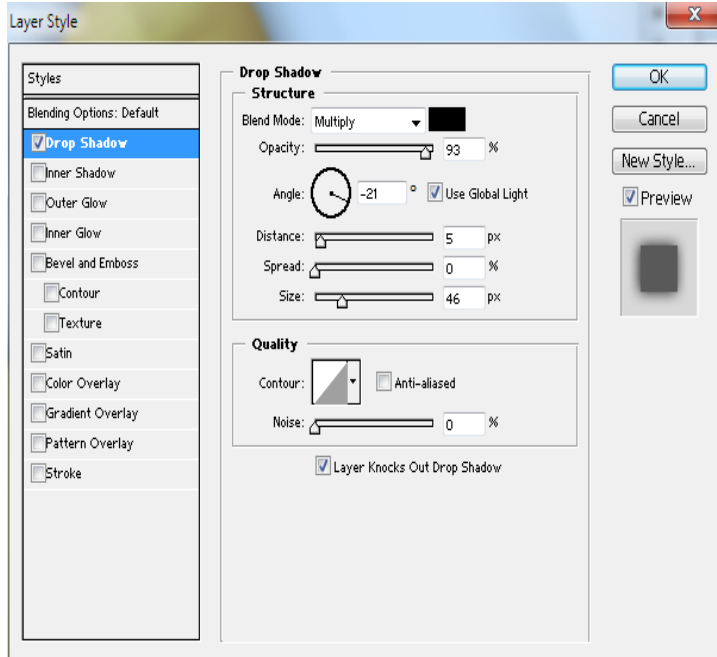 Layer Style
Styles
Blending Options: Default
Drop Shadow
Inner Shadow
Outer Glow
Inner Glow
Bevel and Emboss
Contour
Texture
Satin
Color Overlay
Gradient Overlay
Pattern Overlay
Stroke
Drop Shadow
Structure
Blend Mode: Multiply
Opacity: 93 %
Angle: -21 ° Use Global Light
Distance: 5 px
Spread: 0 %
Size: 46 px
Quality
Contour: Anti-aliased
Noise: 0 %
Layer Knocks Out Drop Shadow
OK
Cancel
New Style...
Preview